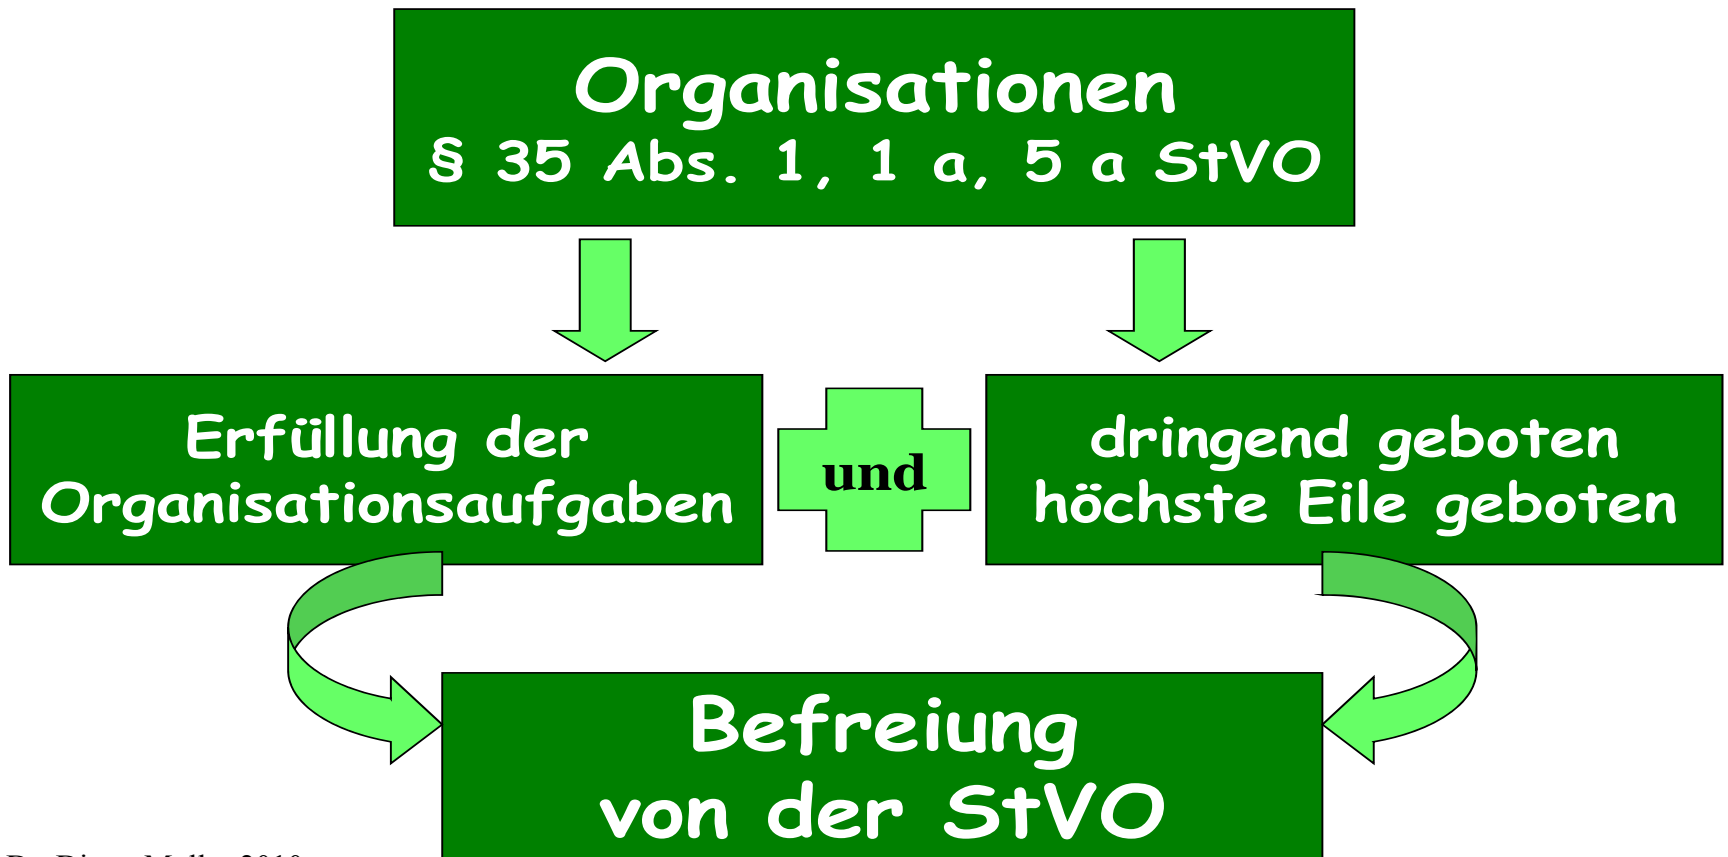 Organisationen
§ 35 Abs. 1, 1 a, 5 a StVO
Erfüllung der
Organisationsaufgaben
und
dringend geboten
höchste Eile geboten
Befreiung
von der StVO